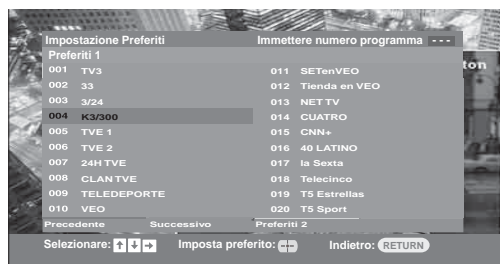 Impostazione Preferiti Immettere numero programma ---
ton
Preferiti 1
001 TV3 011 SETenVEO
002 33 012 Tienda en VEO
003 3/24 013 NET TV
004 K3/300 014 CUATRO
005 TVE 1 015 CNN+
006 TVE 2 016 40 LATINO
007 24H TVE 017 la Sexta
008 CLAN TVE 018 Telecinco
009 TELEDEPORTE 019 T5 Estrellas
010 VEO 020 T5 Sport
Precedente Successivo Preferiti 2
Selezionare: Imposta preferito: Indietro: RETURN